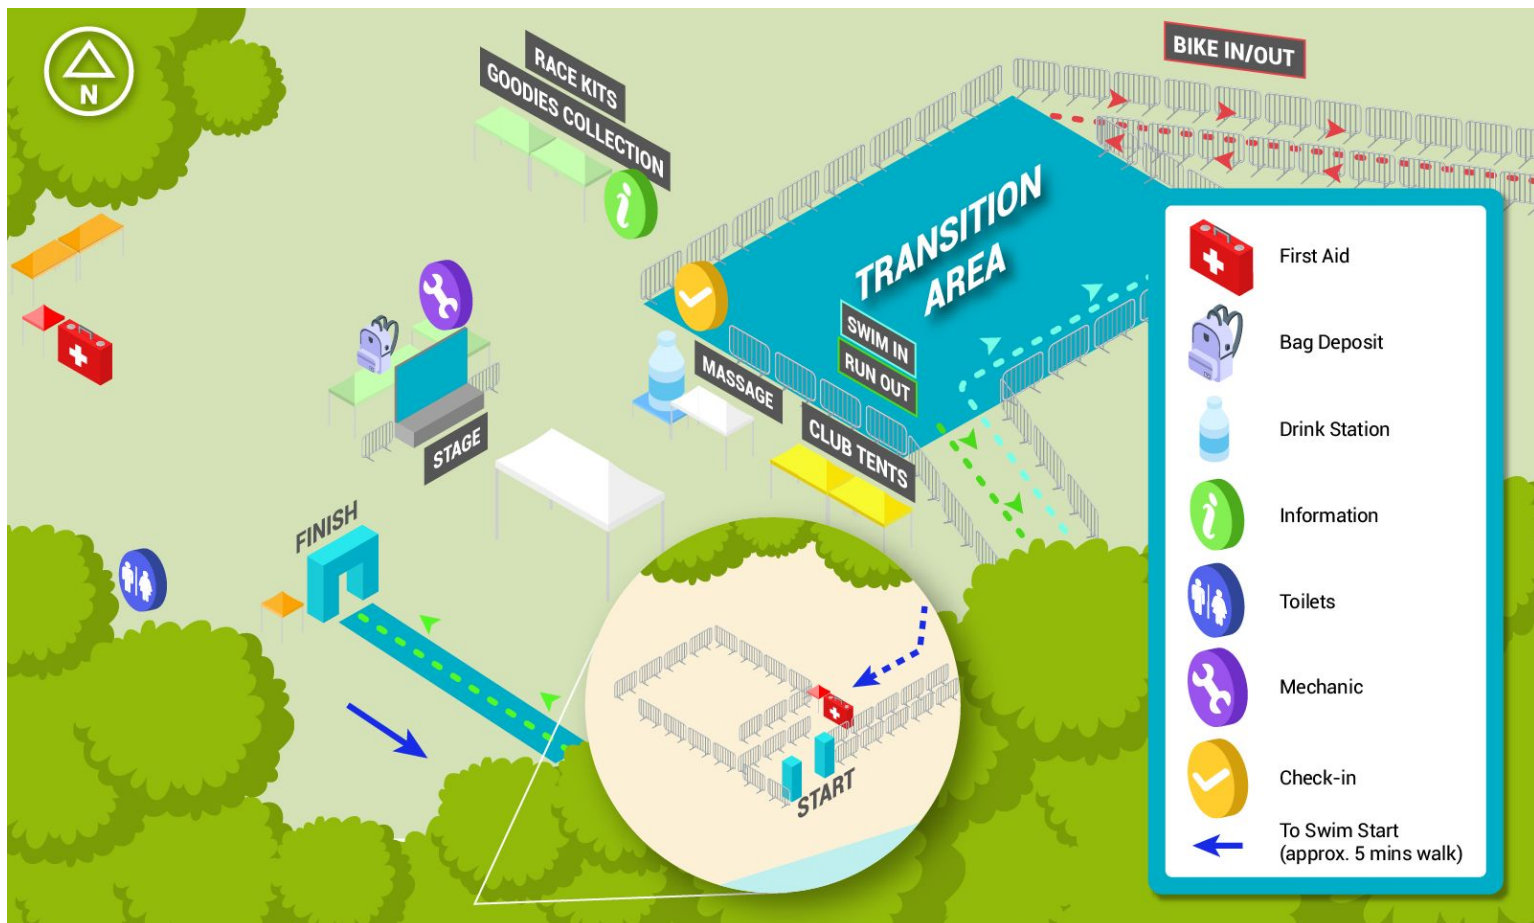 N
RACE KITS
GOODIES COLLECTION
BIKE IN/OUT
TRANSITION
AREA
SWIM IN
RUN OUT
MASSAGE
CLUB TENTS
STAGE
FINISH
START
First Aid
Bag Deposit
Drink Station
Information
Toilets
Mechanic
Check-in
To Swim Start
(approx. 5 mins walk)